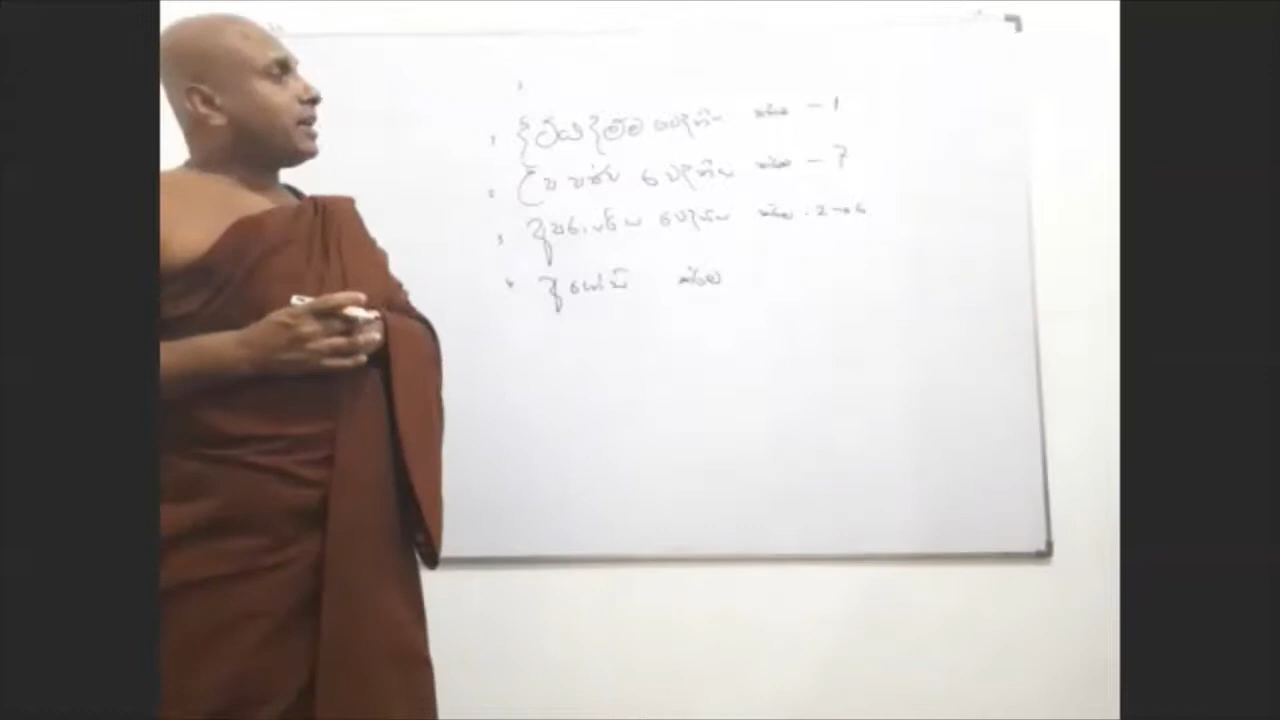 දිට්ඨධම්ම වේදනීය කර්ම - 1
උපපජ්ජ වේදනීය කර්ම - 7
අපරාපරිය වේදනීය කර්ම - 2 → 6
අහෝසි කර්ම